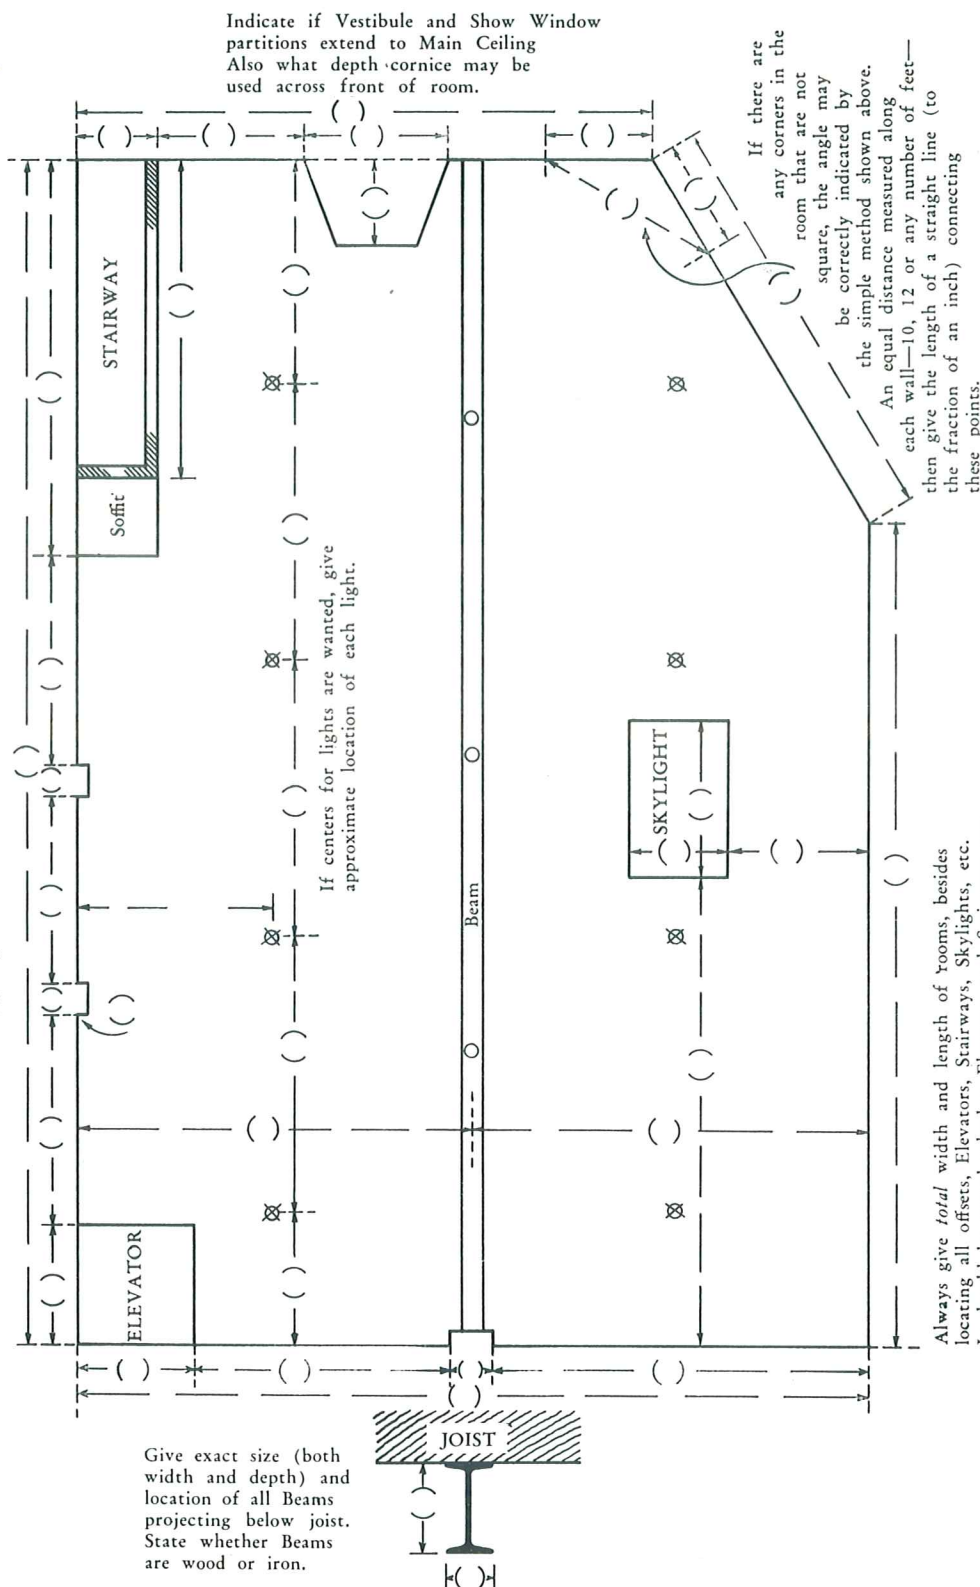 Indicate if Vestibule and Show Window
partitions extend to Main Ceiling
Also what depth cornice may be
used across front of room.
If there are
any corners in the
room that are not
square, the angle may
be correctly indicated by
the simple method shown above.
An equal distance measured along
each wall—10, 12 or any number of feet—
then give the length of a straight line (to
the fraction of an inch) connecting
these points.
STAIRWAY
Soffit
If centers for lights are wanted, give
approximate location of each light.
SKYLIGHT
Beam
ELEVATOR
Always give total width and length of rooms, besides
locating all offsets, Elevators, Stairways, Skylights, etc.
JOIST
Give exact size (both
width and depth) and
location of all Beams
projecting below joist.
State whether Beams
are wood or iron.